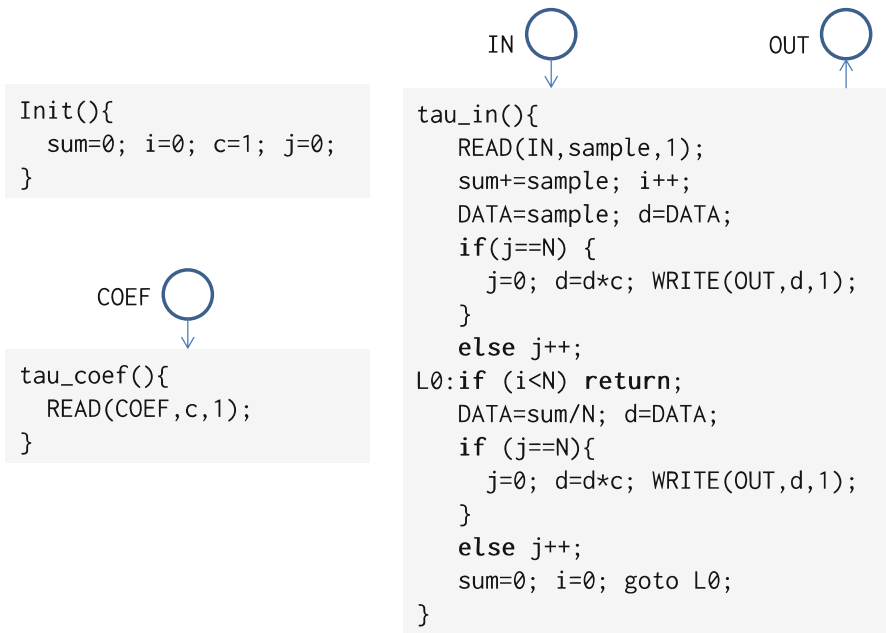 Init(){
sum=0; i=0; c=1; j=0;
}
COEF
tau_coef(){
READ(COEF,c,1);
}
IN
OUT
tau_in(){
READ(IN,sample,1);
sum+=sample; i++;
DATA=sample; d=DATA;
if(j==N) {
j=0; d=d*c; WRITE(OUT,d,1);
}
else j++;
L0:if (i<N) return;
DATA=sum/N; d=DATA;
if (j==N){
j=0; d=d*c; WRITE(OUT,d,1);
}
else j++;
sum=0; i=0; goto L0;
}